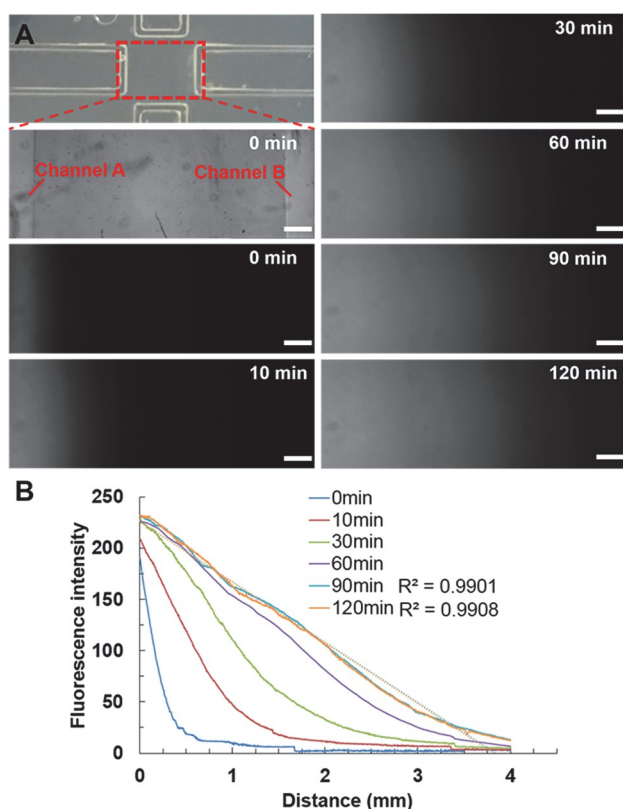 A
30 min
0 min
Channel A
Channel B
60 min
0 min
90 min
10 min
120 min
B
Fluorescence intensity
250
200
150
100
50
0
0min
10min
30min
60min
90min R² = 0.9901
120min R² = 0.9908
0 1 2 3 4
Distance (mm)